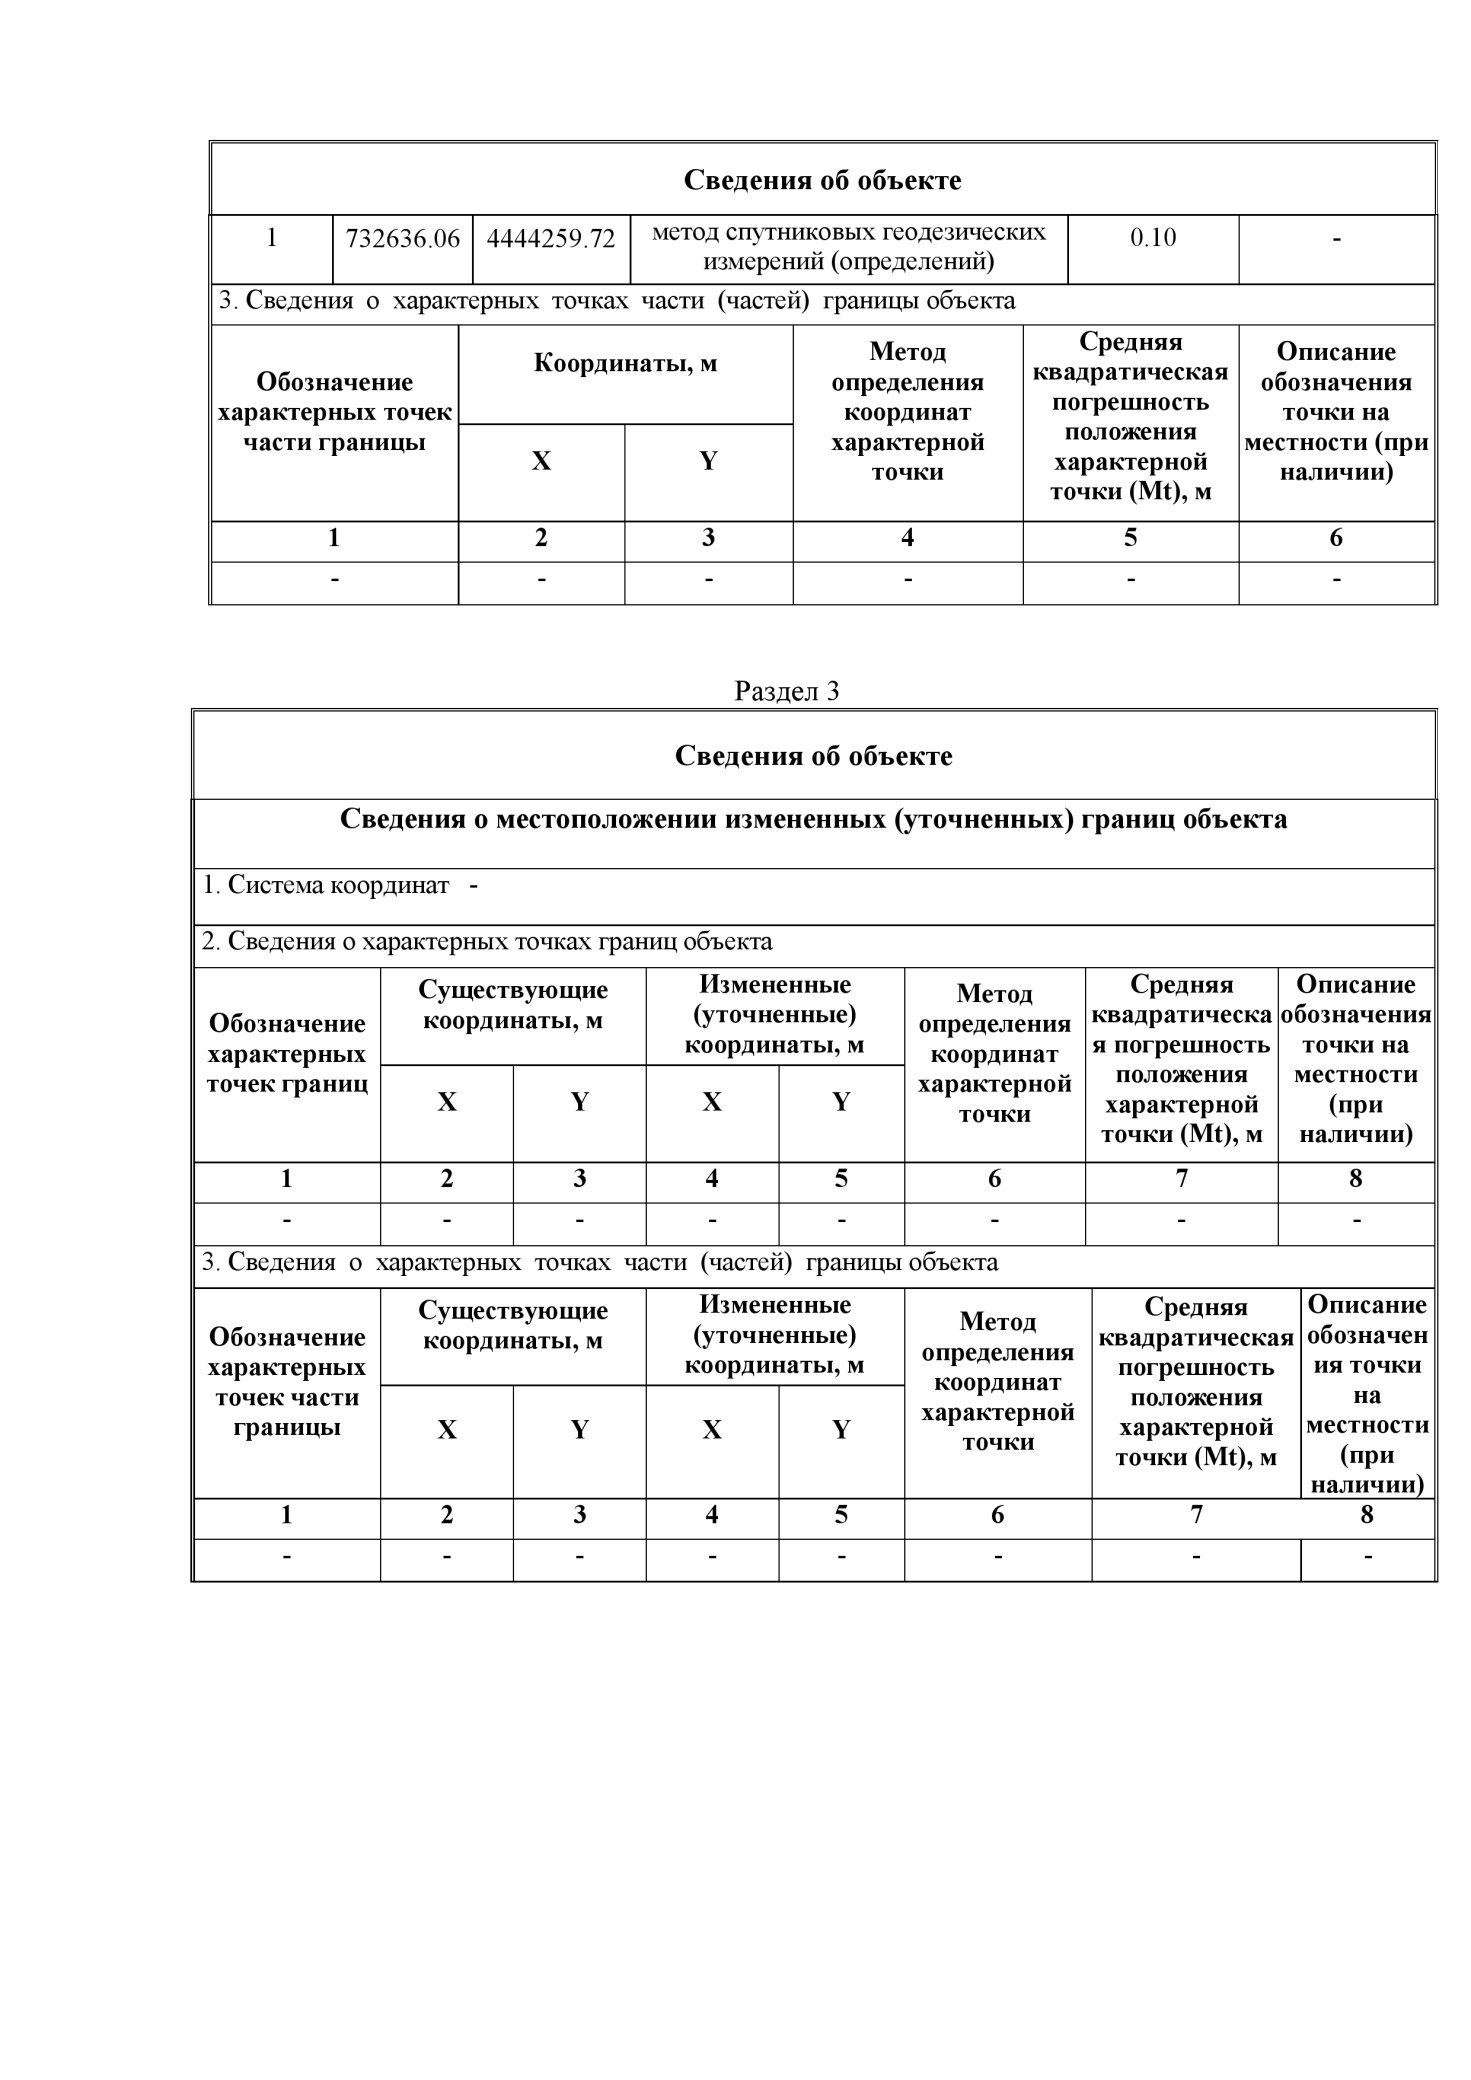 Сведения об объекте
1 732636.06 4444259.72 метод спутниковых геодезических измерений (определений) 0.10 -
3. Сведения о характерных точках части (частей) границы объекта
Обозначение
характерных точек
части границы
Координаты, м
X Y
Метод
определения
координат
характерной
точки
Средняя
квадратическая
погрешность
положения
характерной
точки (Mt), м
Описание
обозначения
точки на
местности (при
наличии)
1 2 3 4 5 6
- - - - - -
Раздел 3
Сведения об объекте
Сведения о местоположении измененных (уточненных) границ объекта
1. Система координат -
2. Сведения о характерных точках границ объекта
Обозначение
характерных
точек границ
Существующие
координаты, м
X Y
Измененные
(уточненные)
координаты, м
X Y
Метод
определения
координат
характерной
точки
Средняя
квадратическа
я погрешность
положения
характерной
точки (Mt), м
Описание
обозначения
точки на
местности
(при
наличии)
1 2 3 4 5 6 7 8
- - - - - - - -
3. Сведения о характерных точках части (частей) границы объекта
Обозначение
характерных
точек части
границы
Существующие
координаты, м
X Y
Измененные
(уточненные)
координаты, м
X Y
Метод
определения
координат
характерной
точки
Средняя
квадратическая
погрешность
положения
характерной
точки (Mt), м
Описание
обозначен
ия точки
на
местности
(при
наличии)
1 2 3 4 5 6 7 8
- - - - - - - -